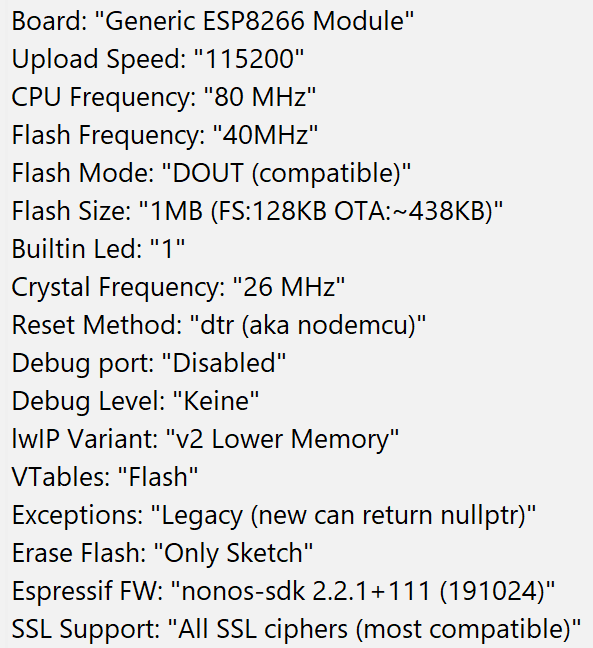 Board: "Generic ESP8266 Module"
Upload Speed: "115200"
CPU Frequency: "80 MHz"
Flash Frequency: "40MHz"
Flash Mode: "DOUT (compatible)"
Flash Size: "1MB (FS:128KB OTA:~438KB)"
Builtin Led: "1"
Crystal Frequency: "26 MHz"
Reset Method: "dtr (aka nodemcu)"
Debug port: "Disabled"
Debug Level: "Keine"
lwIP Variant: "v2 Lower Memory"
VTables: "Flash"
Exceptions: "Legacy (new can return nullptr)"
Erase Flash: "Only Sketch"
Espressif FW: "nonos-sdk 2.2.1+111 (191024)"
SSL Support: "All SSL ciphers (most compatible)"